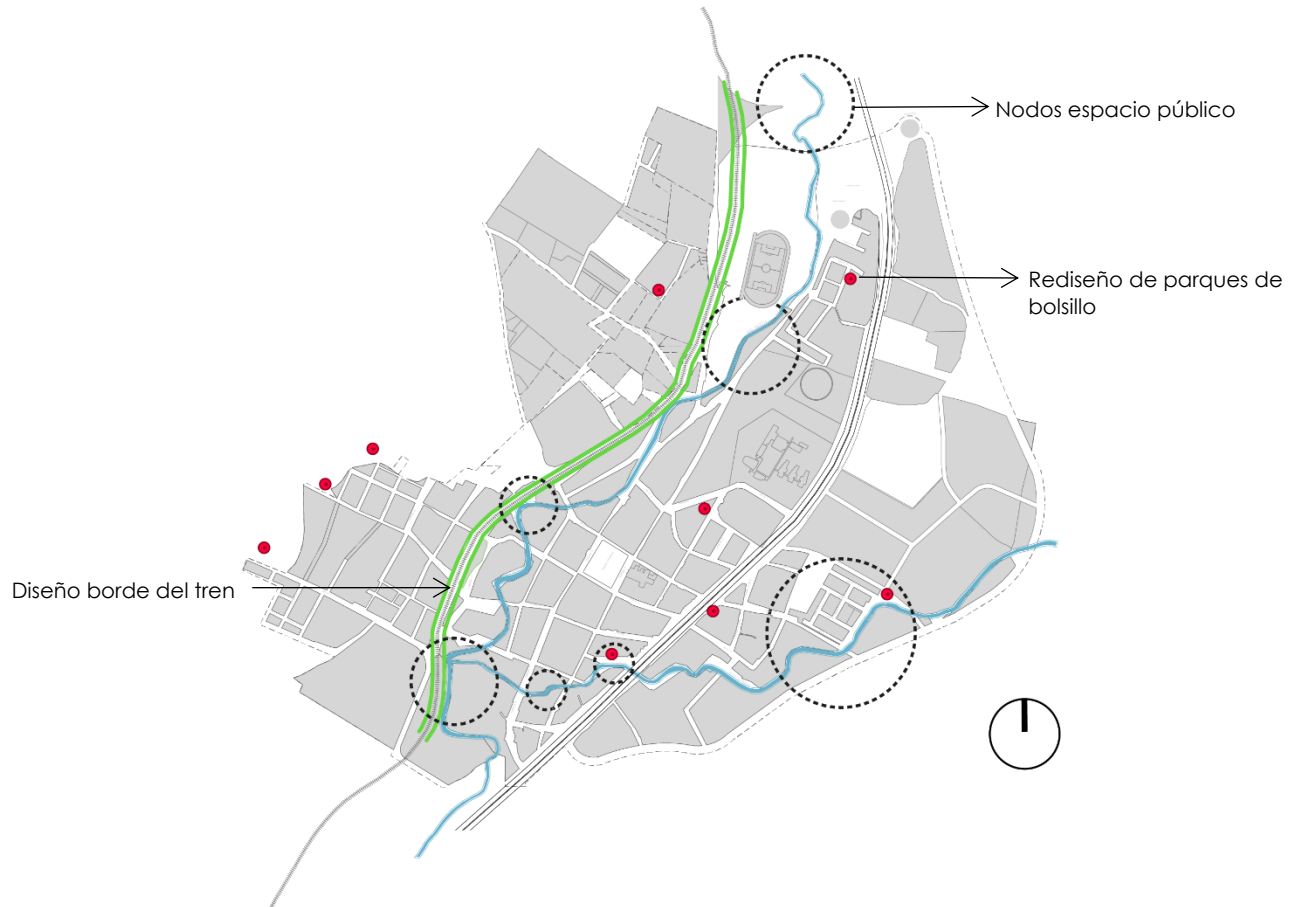 Nodos espacio público
Rediseño de parques de
bolsillo
Diseño borde del tren